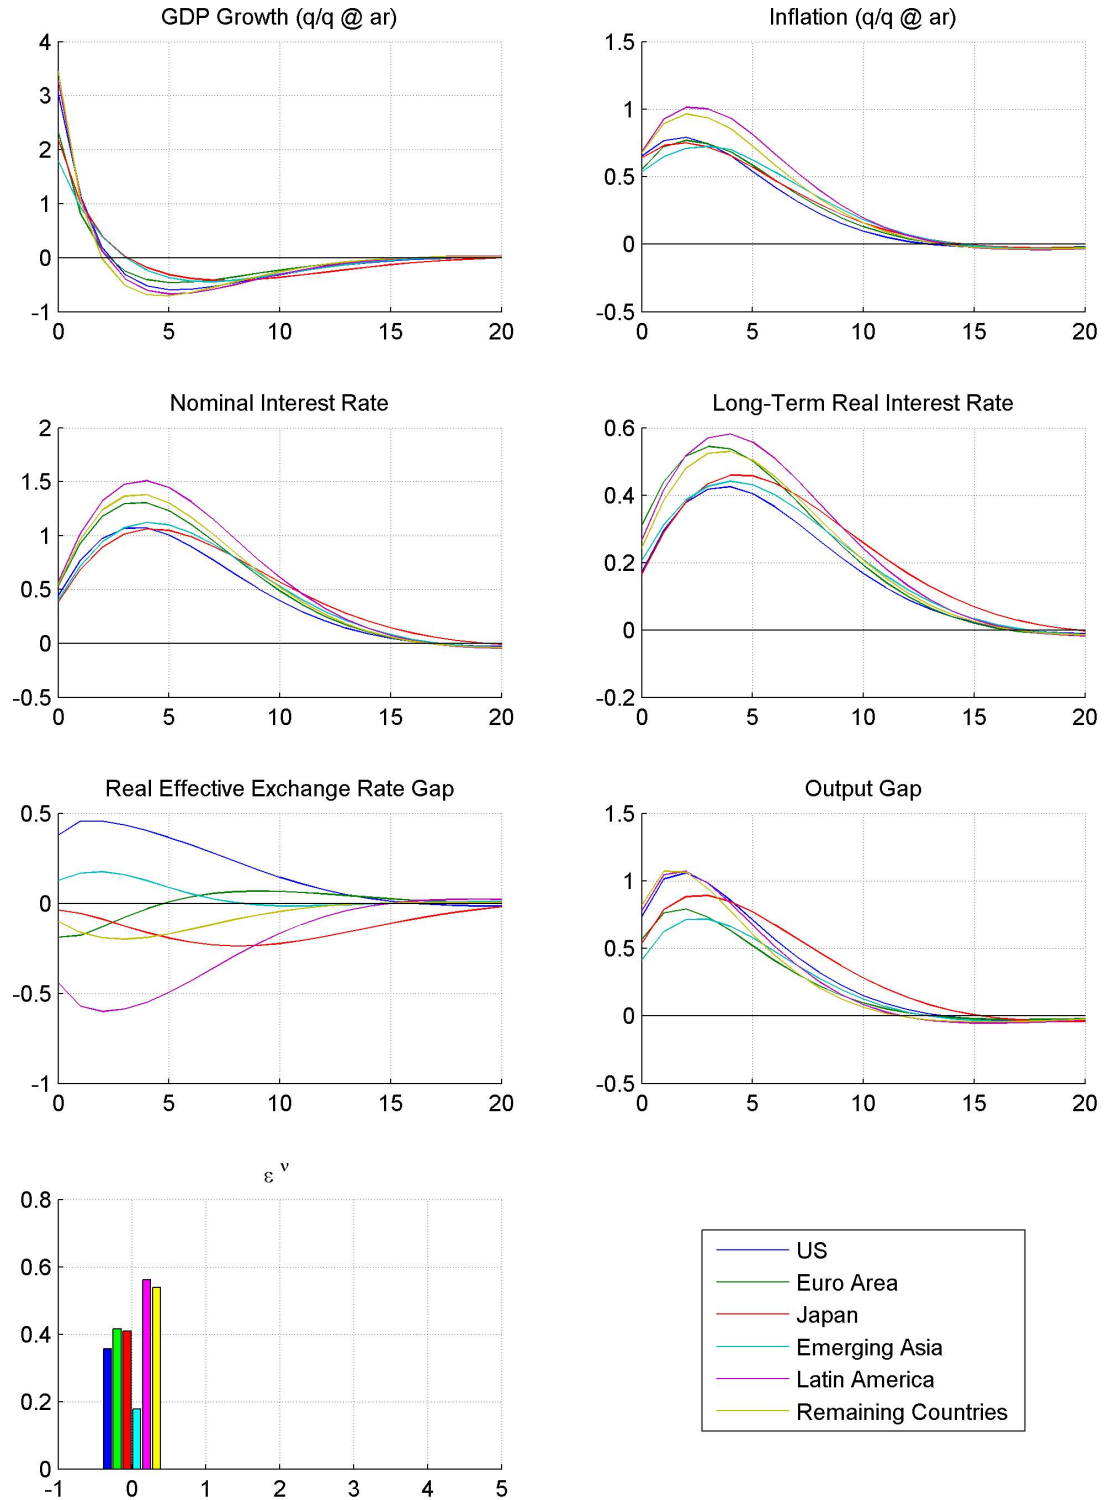 GDP Growth (q/q @ ar)
4
3
2
1
0
-1
0 5 10 15 20
Inflation (q/q @ ar)
1.5
1
0.5
0
-0.5
0 5 10 15 20
Nominal Interest Rate
2
1.5
1
0.5
0
-0.5
0 5 10 15 20
Long-Term Real Interest Rate
0.6
0.4
0.2
0
-0.2
0 5 10 15 20
Real Effective Exchange Rate Gap
0.5
0
-0.5
-1
0 5 10 15 20
Output Gap
1.5
1
0.5
0
-0.5
0 5 10 15 20
ε ν
0.8
0.6
0.4
0.2
0
-1 0 1 2 3 4 5
US
Euro Area
Japan
Emerging Asia
Latin America
Remaining Countries